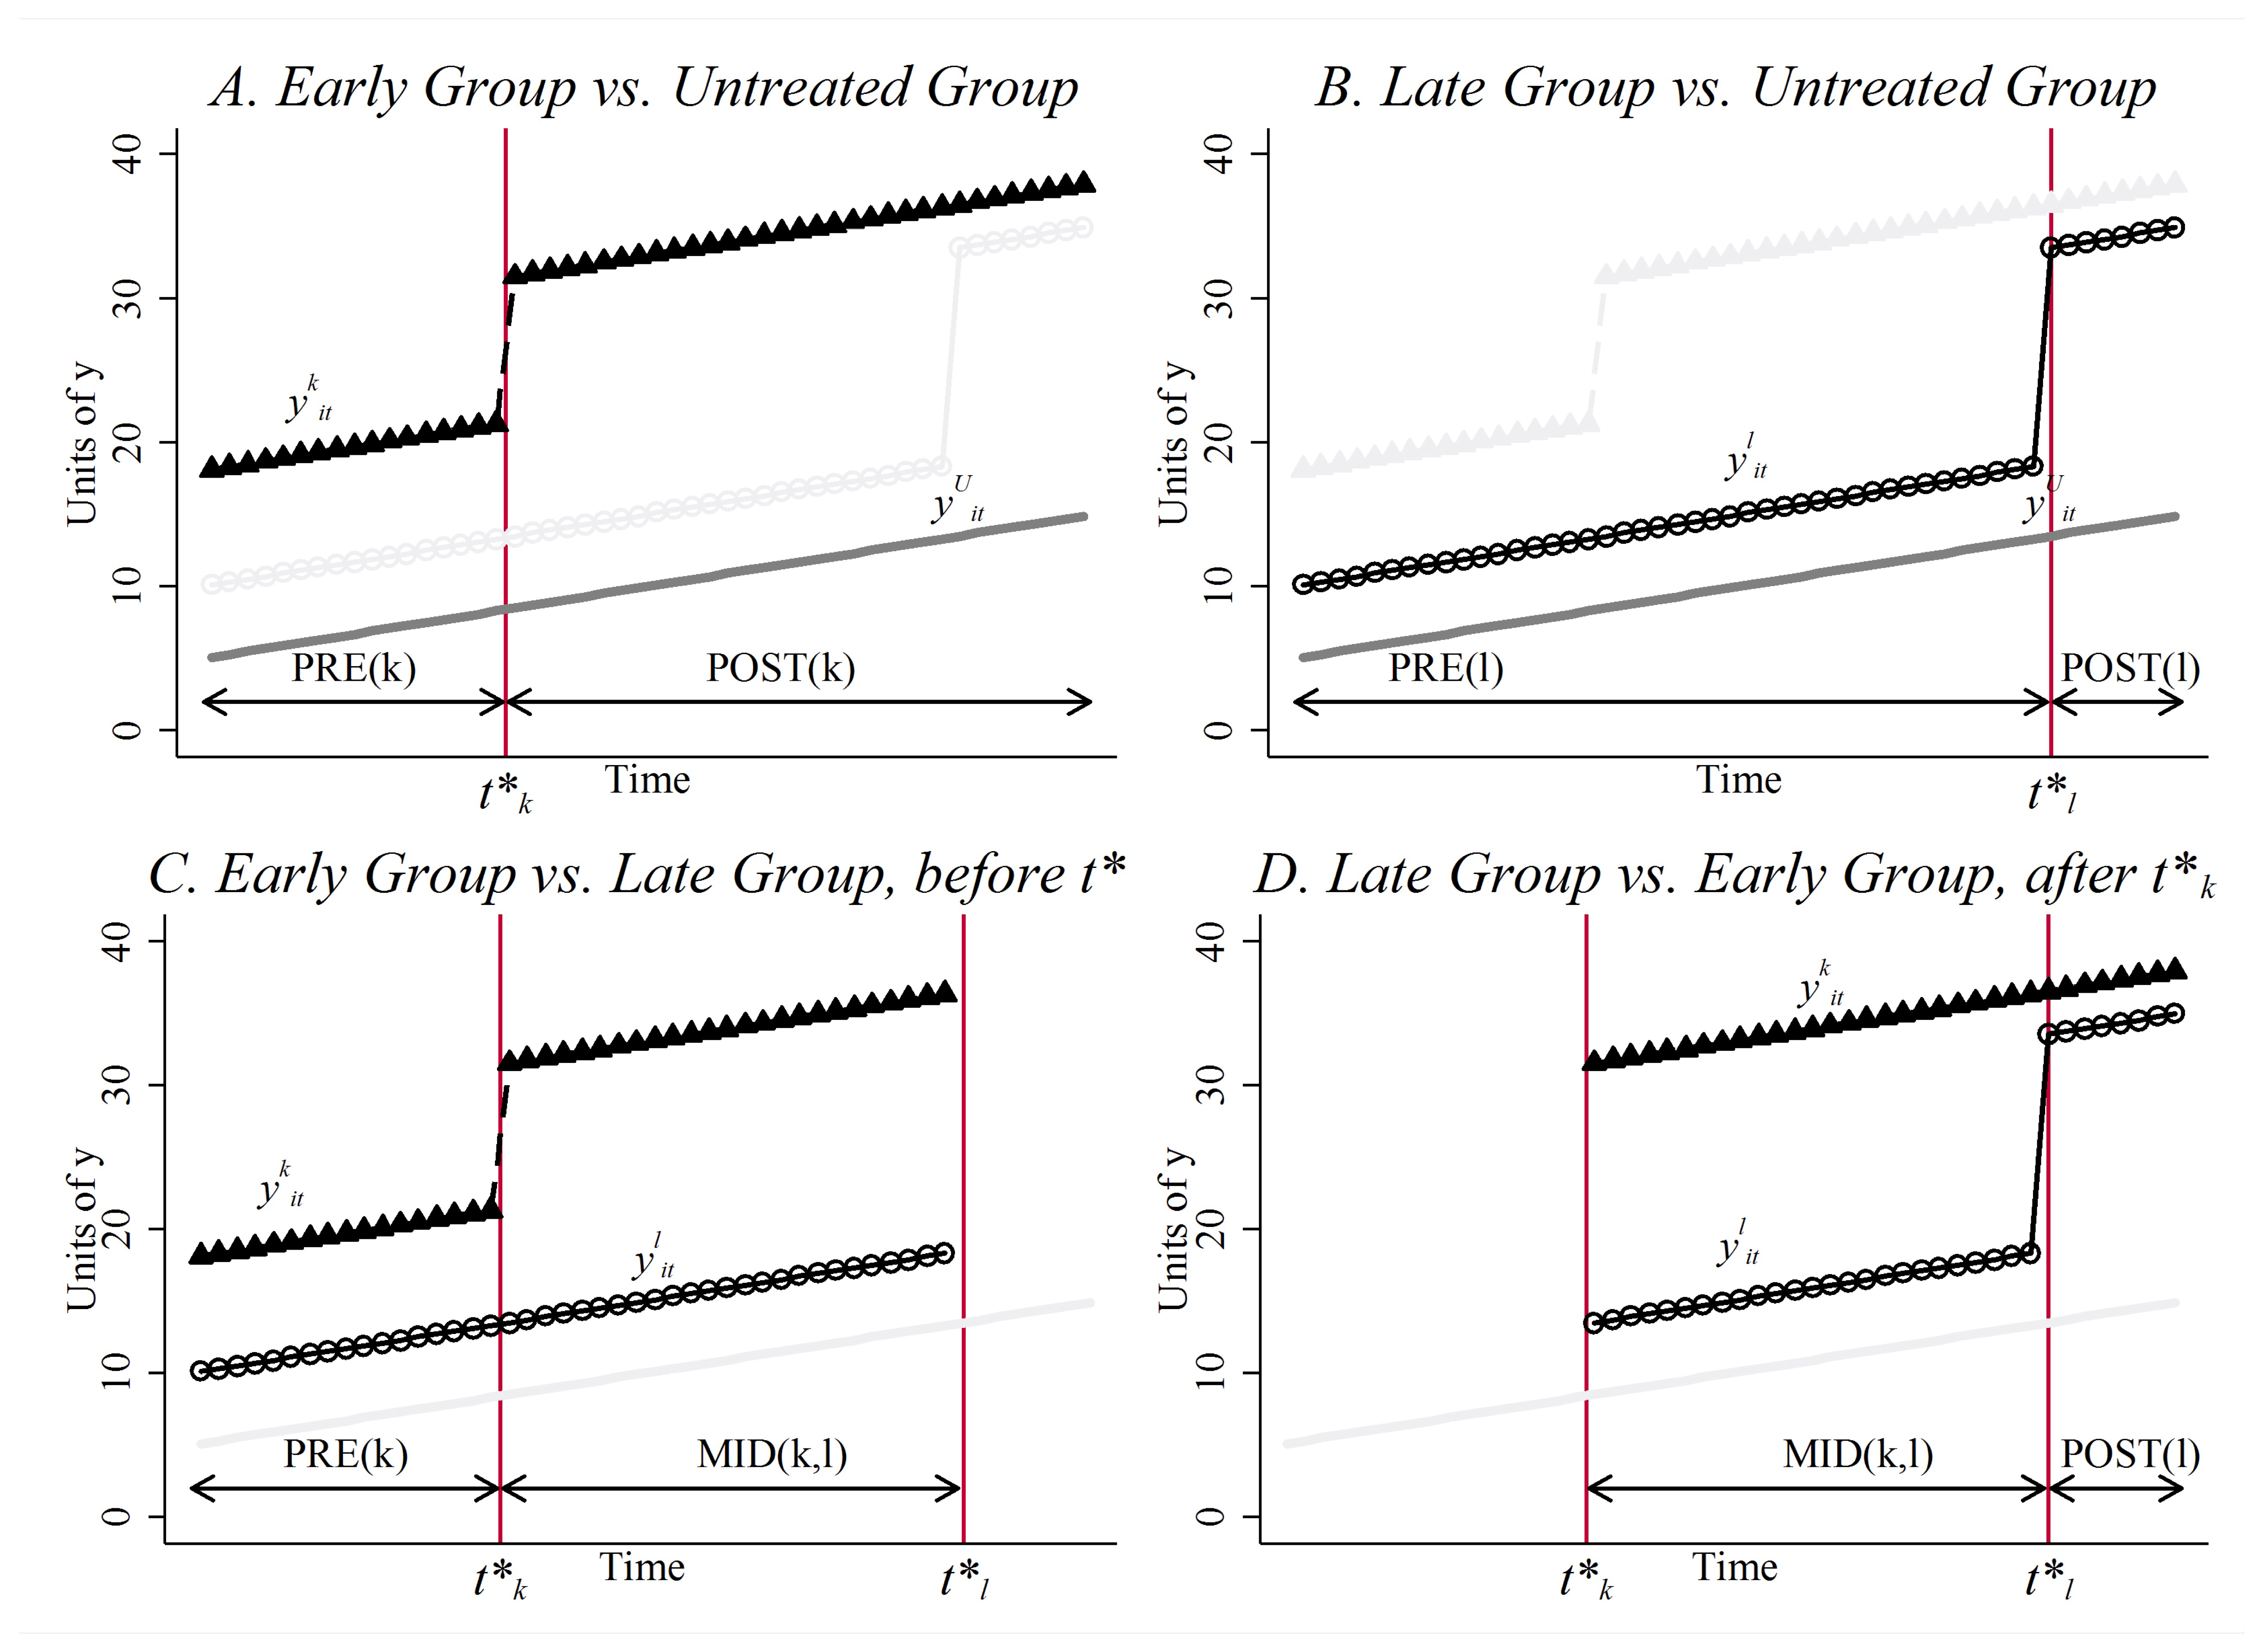 A. Early Group vs. Untreated Group
40
30
20
10
0
Units of y
y^k_it
y^U_it
PRE(k)
POST(k)
t*_k
Time
B. Late Group vs. Untreated Group
40
30
20
10
0
Units of y
y^l_it
y^U_it
PRE(l)
POST(l)
Time
t*_l
C. Early Group vs. Late Group, before t*
40
30
20
10
0
Units of y
y^k_it
y^l_it
PRE(k)
MID(k,l)
t*_k
Time
t*_l
D. Late Group vs. Early Group, after t*_k
40
30
20
10
0
Units of y
y^k_it
y^l_it
MID(k,l)
POST(l)
t*_k
Time
t*_l